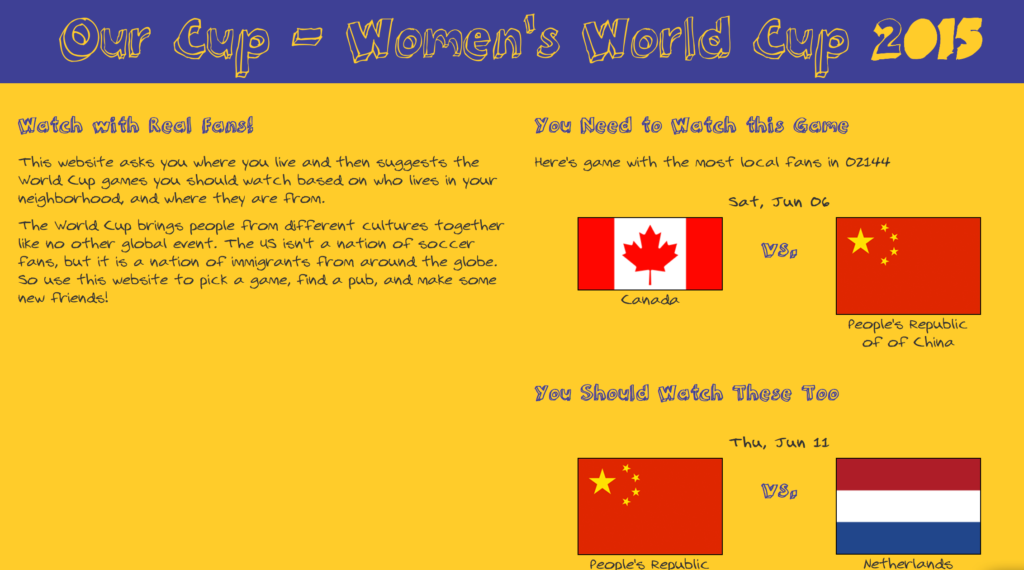 Our Cup - Women's World Cup 2015
Watch with Real Fans!
This website asks you where you live and then suggests the
World Cup games you should watch based on who lives in your
neighborhood, and where they are from.
The World Cup brings people from different cultures together
like no other global event. The US isn't a nation of soccer
fans, but it is a nation of immigrants from around the globe.
So use this website to pick a game, find a pub, and make some
new friends!
You Need to Watch this Game
Here's game with the most local fans in 02144
Sat, Jun 06
vs,
Canada
People's Republic
of of China
You Should Watch These Too
Thu, Jun 11
vs,
People's Republic
Netherlands